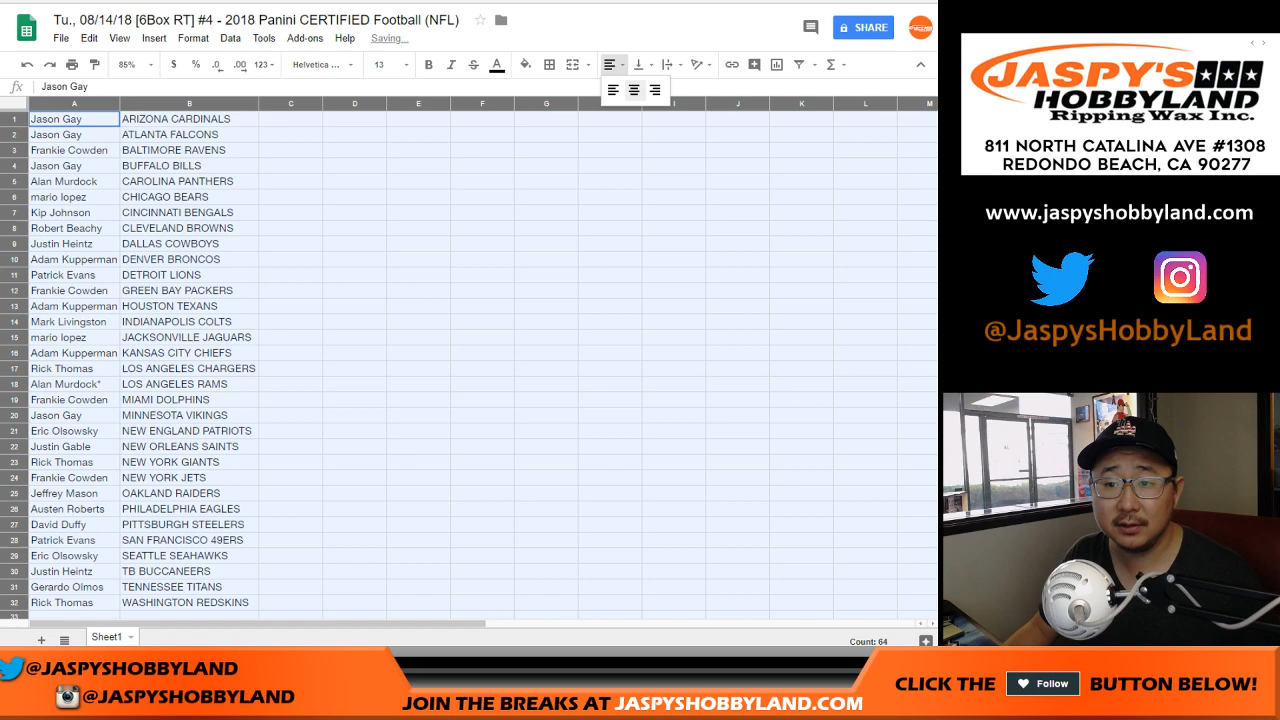 Tu., 08/14/18 [6Box RT] #4 - 2018 Panini CERTIFIED Football (NFL)
File Edit View Insert Format Data Tools Add-ons Help Saving...
SHARE
85% $ % .0 .00 123 Helvetica ... 13 B I S A
fx Jason Gay
A B C D E F G H I J K L M
1 Jason Gay ARIZONA CARDINALS
2 Jason Gay ATLANTA FALCONS
3 Frankie Cowden BALTIMORE RAVENS
4 Jason Gay BUFFALO BILLS
5 Alan Murdock CAROLINA PANTHERS
6 mario lopez CHICAGO BEARS
7 Kip Johnson CINCINNATI BENGALS
8 Robert Beachy CLEVELAND BROWNS
9 Justin Heintz DALLAS COWBOYS
10 Adam Kupperman DENVER BRONCOS
11 Patrick Evans DETROIT LIONS
12 Frankie Cowden GREEN BAY PACKERS
13 Adam Kupperman HOUSTON TEXANS
14 Mark Livingston INDIANAPOLIS COLTS
15 mario lopez JACKSONVILLE JAGUARS
16 Adam Kupperman KANSAS CITY CHIEFS
17 Rick Thomas LOS ANGELES CHARGERS
18 Alan Murdock* LOS ANGELES RAMS
19 Frankie Cowden MIAMI DOLPHINS
20 Jason Gay MINNESOTA VIKINGS
21 Eric Olsowsky NEW ENGLAND PATRIOTS
22 Justin Gable NEW ORLEANS SAINTS
23 Rick Thomas NEW YORK GIANTS
24 Frankie Cowden NEW YORK JETS
25 Jeffrey Mason OAKLAND RAIDERS
26 Austen Roberts PHILADELPHIA EAGLES
27 David Duffy PITTSBURGH STEELERS
28 Patrick Evans SAN FRANCISCO 49ERS
29 Eric Olsowsky SEATTLE SEAHAWKS
30 Justin Heintz TB BUCCANEERS
31 Gerardo Olmos TENNESSEE TITANS
32 Rick Thomas WASHINGTON REDSKINS
33
Sheet1
Count: 64
JASPY'S
HOBBYLAND
Ripping Wax Inc.
811 NORTH CATALINA AVE #1308
REDONDO BEACH, CA 90277
www.jaspyshobbyland.com
@JaspysHobbyLand
@JASPYSHOBBYLAND
@JASPYSHOBBYLAND
JOIN THE BREAKS AT JASPYSHOBBYLAND.COM
CLICK THE Follow BUTTON BELOW!